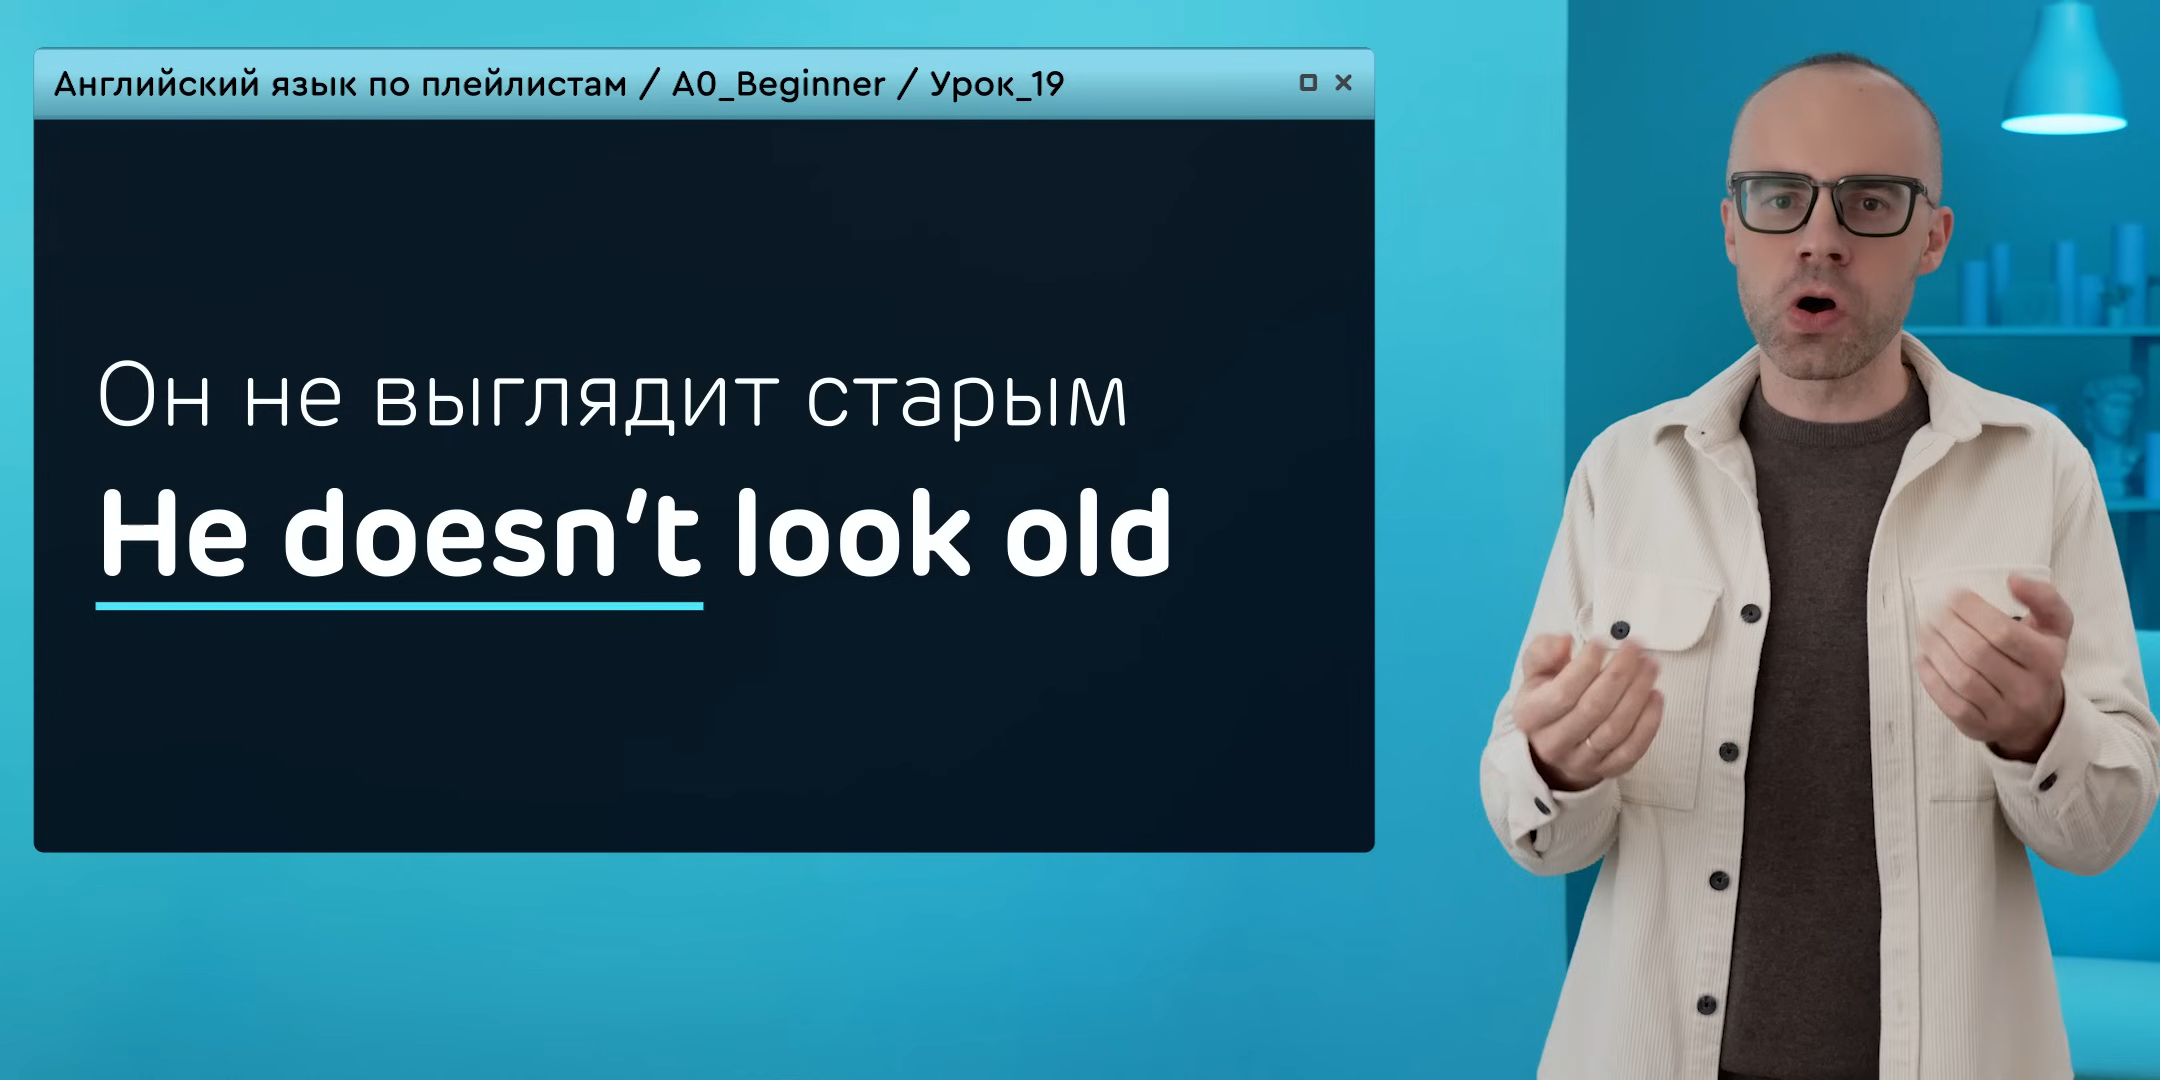 Английский язык по плейлистам / A0_Beginner / Урок_19
Он не выглядит старым
He doesn’t look old